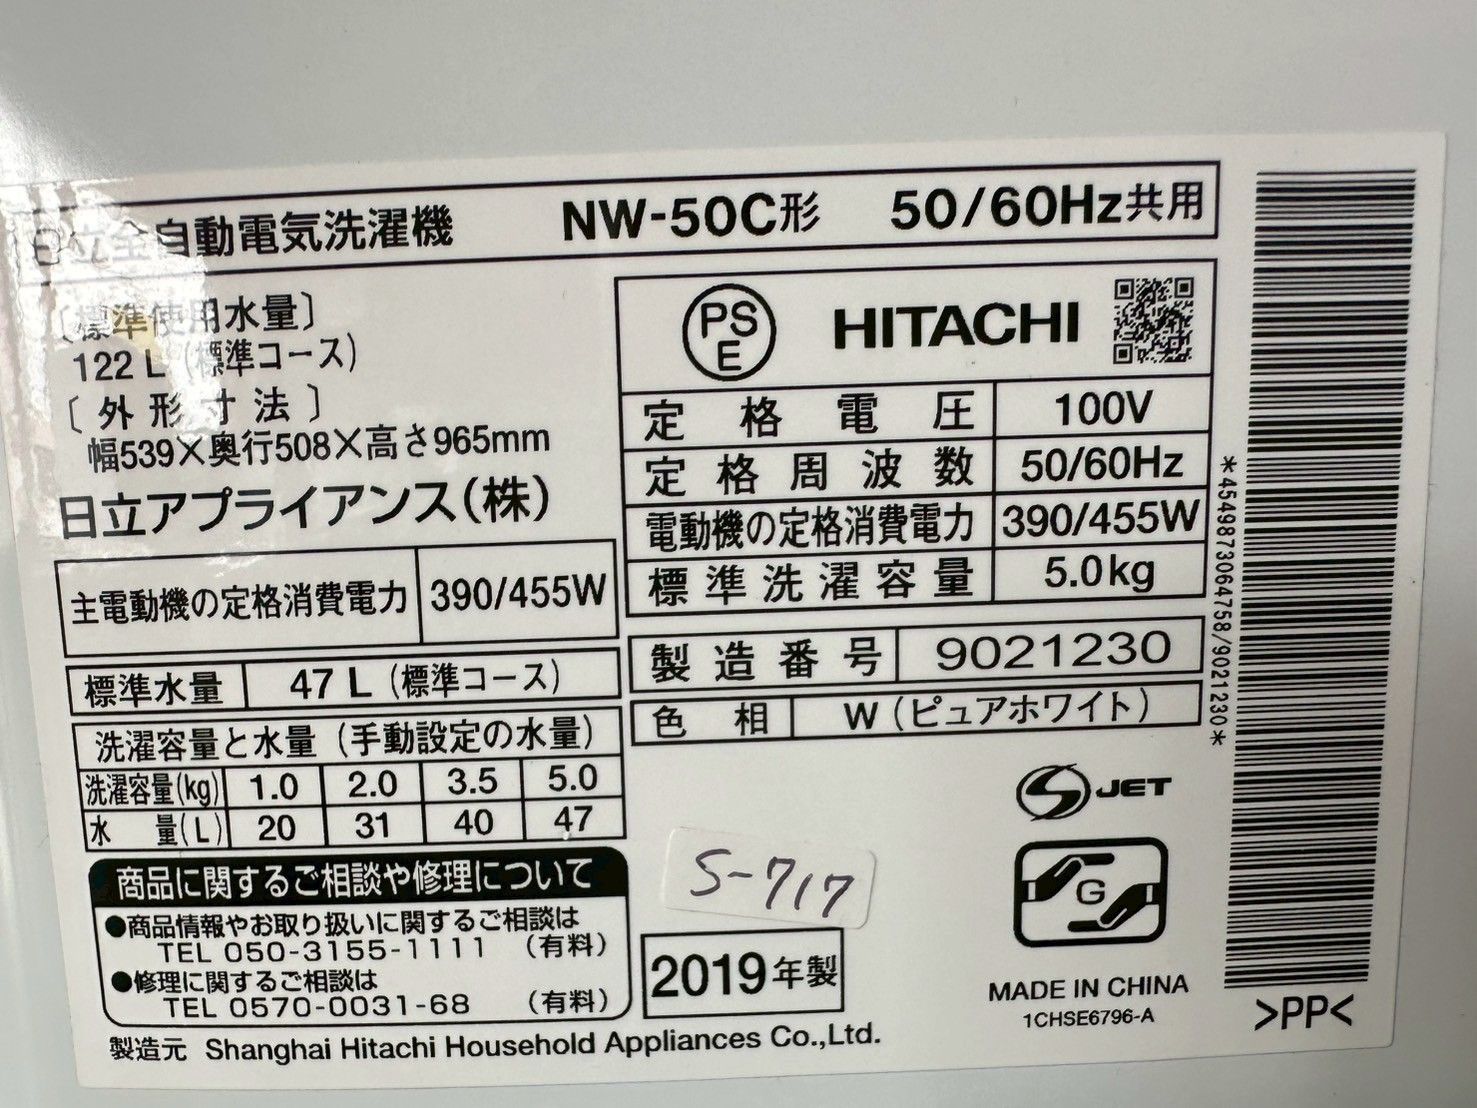 日立全自動電気洗濯機 NW-50C形 50/60Hz共用
〔標準使用水量〕
122 L (標準コース)
〔外形寸法〕
幅539×奥行508×高さ965mm
日立アプライアンス(株)
主電動機の定格消費電力 390/455W
標準水量 47 L (標準コース)
洗濯容量と水量 (手動設定の水量)
洗濯容量(kg) 1.0 2.0 3.5 5.0
水量(L) 20 31 40 47
商品に関するご相談や修理について
●商品情報やお取り扱いに関するご相談は
TEL 050-3155-1111 (有料)
●修理に関するご相談は
TEL 0570-0031-68 (有料)
製造元 Shanghai Hitachi Household Appliances Co.,Ltd.
PSE HITACHI
定格電圧 100V
定格周波数 50/60Hz
電動機の定格消費電力 390/455W
標準洗濯容量 5.0kg
製造番号 9021230
色相 W (ピュアホワイト)
S-717
2019年製
S JET
G
MADE IN CHINA
1CHSE6796-A
*4549873064758/9021230*
>PP<